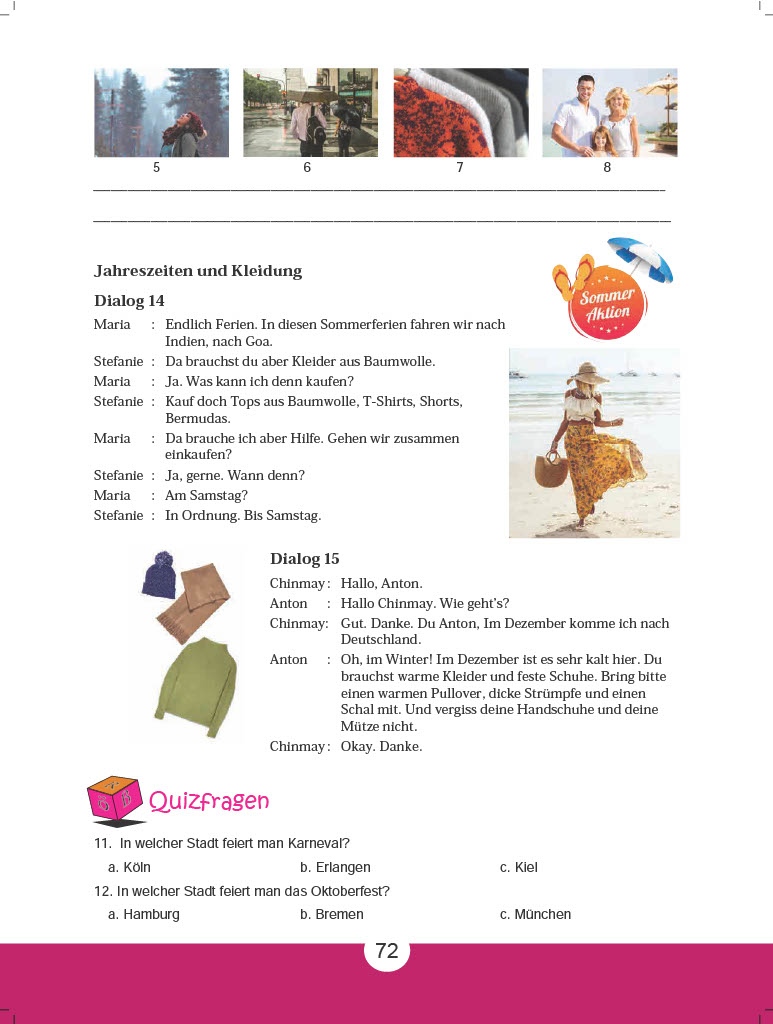 5 6 7 8
Jahreszeiten und Kleidung
Sommer
Aktion
Dialog 14
Maria : Endlich Ferien. In diesen Sommerferien fahren wir nach
Indien, nach Goa.
Stefanie : Da brauchst du aber Kleider aus Baumwolle.
Maria : Ja. Was kann ich denn kaufen?
Stefanie : Kauf doch Tops aus Baumwolle, T-Shirts, Shorts,
Bermudas.
Maria : Da brauche ich aber Hilfe. Gehen wir zusammen
einkaufen?
Stefanie : Ja, gerne. Wann denn?
Maria : Am Samstag?
Stefanie : In Ordnung. Bis Samstag.
Dialog 15
Chinmay : Hallo, Anton.
Anton : Hallo Chinmay. Wie geht's?
Chinmay: Gut. Danke. Du Anton, Im Dezember komme ich nach
Deutschland.
Anton : Oh, im Winter! Im Dezember ist es sehr kalt hier. Du
brauchst warme Kleider und feste Schuhe. Bring bitte
einen warmen Pullover, dicke Strümpfe und einen
Schal mit. Und vergiss deine Handschuhe und deine
Mütze nicht.
Chinmay : Okay. Danke.
Quizfragen
11. In welcher Stadt feiert man Karneval?
a. Köln b. Erlangen c. Kiel
12. In welcher Stadt feiert man das Oktoberfest?
a. Hamburg b. Bremen c. München
72